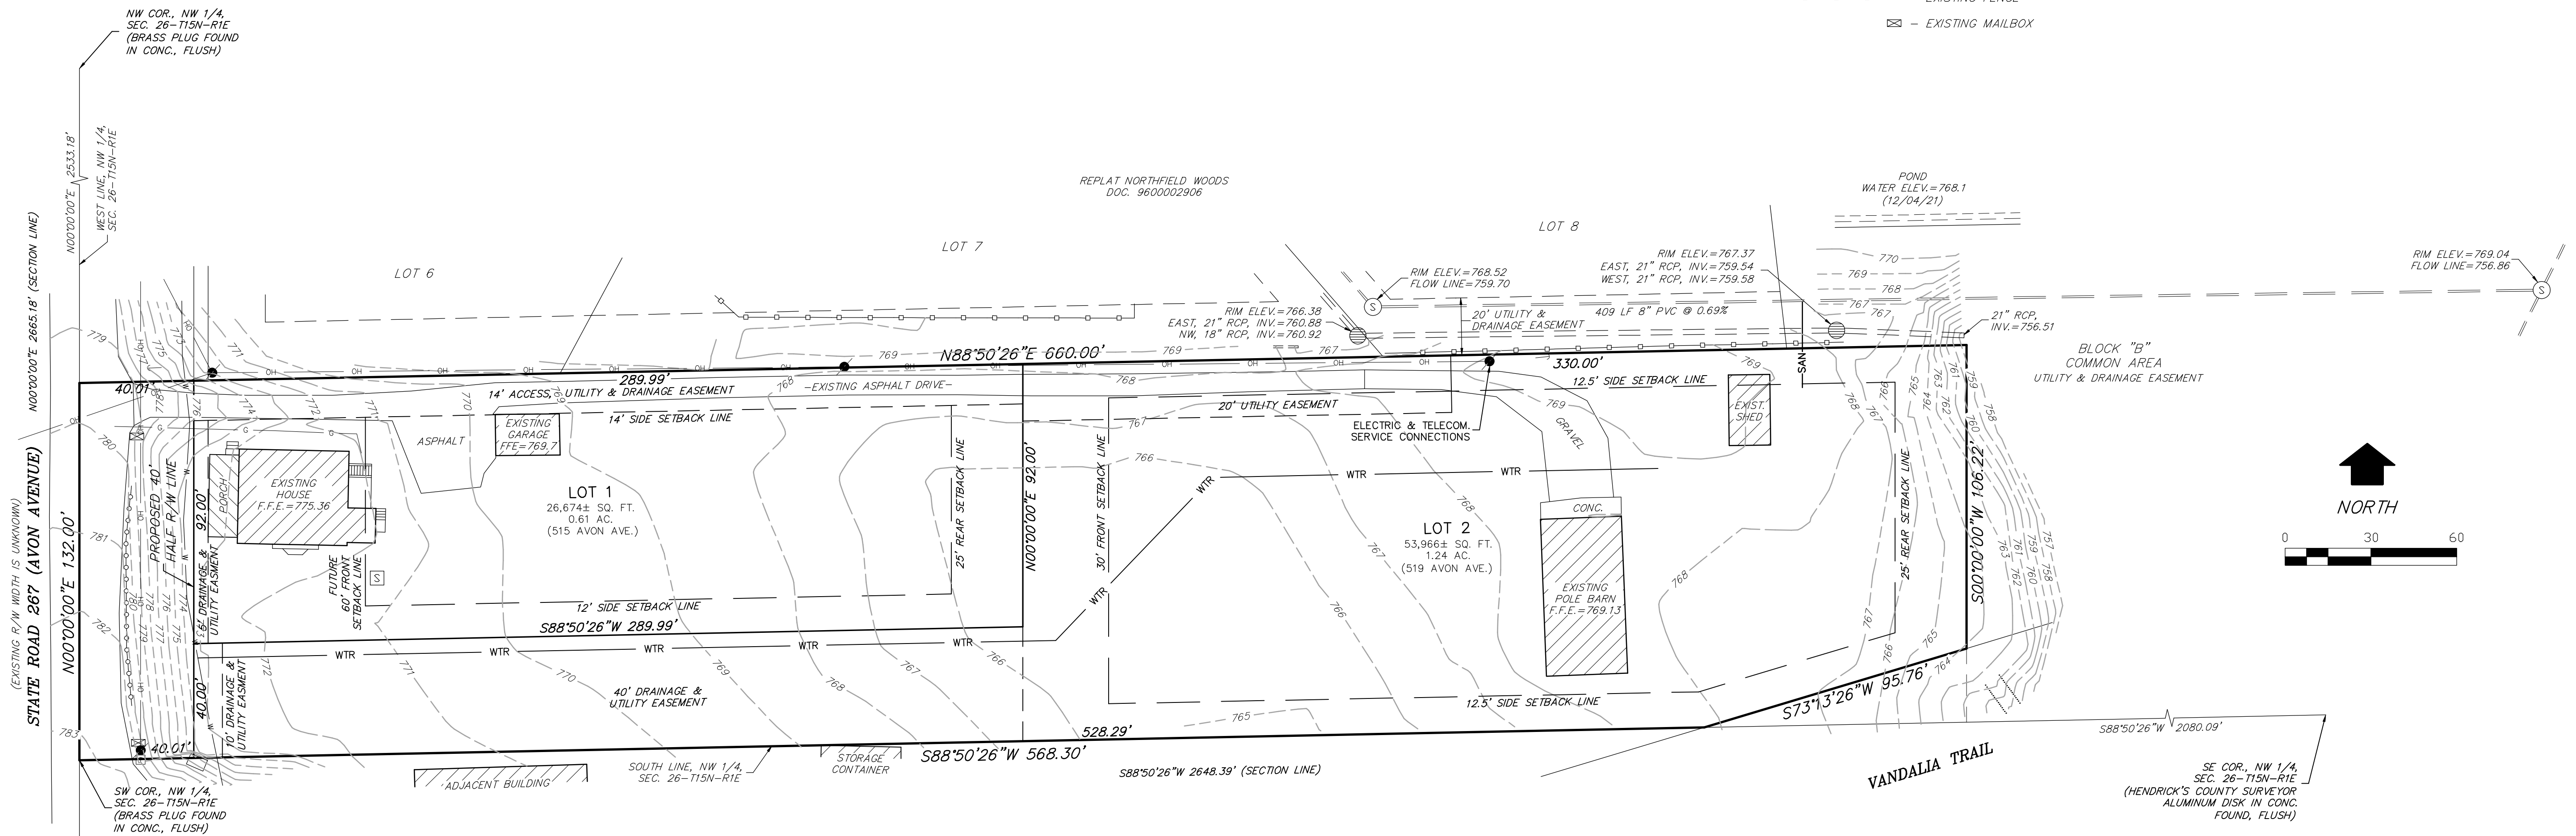 EXISTING FENCE
– EXISTING MAILBOX
NW COR., NW 1/4,
SEC. 26–T15N–R1E
(BRASS PLUG FOUND
IN CONC., FLUSH)
N00°00'00"E 2533.18'
WEST LINE, NW 1/4,
SEC. 26–T15N–R1E
N00°00'00"E 2665.18' (SECTION LINE)
(EXISTING R/W WIDTH IS UNKNOWN)
STATE ROAD 267 (AVON AVENUE)
N00°00'00"E 132.00'
REPLAT NORTHFIELD WOODS
DOC. 9600002906
LOT 6
LOT 7
LOT 8
POND
WATER ELEV.=768.1
(12/04/21)
RIM ELEV.=768.52
FLOW LINE=759.70
RIM ELEV.=767.37
EAST, 21" RCP, INV.=759.54
WEST, 21" RCP, INV.=759.58
RIM ELEV.=769.04
FLOW LINE=756.86
RIM ELEV.=766.38
EAST, 21" RCP, INV.=760.88
NW, 18" RCP, INV.=760.92
20' UTILITY &
DRAINAGE EASEMENT
409 LF 8" PVC @ 0.69%
21" RCP,
INV.=756.51
BLOCK "B"
COMMON AREA
UTILITY & DRAINAGE EASEMENT
N88°50'26"E 660.00'
40.01'
289.99'
330.00'
14' ACCESS, UTILITY & DRAINAGE EASEMENT
–EXISTING ASPHALT DRIVE–
14' SIDE SETBACK LINE
12.5' SIDE SETBACK LINE
20' UTILITY EASEMENT
SAN
ELECTRIC & TELECOM.
SERVICE CONNECTIONS
EXIST.
SHED
GRAVEL
ASPHALT
EXISTING
GARAGE
FFE=769.7
PORCH
EXISTING
HOUSE
F.F.E.=775.36
PROPOSED 40'
HALF R/W LINE
92.00'
5' DRAINAGE &
UTILITY EASMENT
FUTURE
60' FRONT
SETBACK LINE
LOT 1
26,674± SQ. FT.
0.61 AC.
(515 AVON AVE.)
25' REAR SETBACK LINE
N00°00'00"E 92.00'
30' FRONT SETBACK LINE
WTR
WTR
WTR
WTR
LOT 2
53,966± SQ. FT.
1.24 AC.
(519 AVON AVE.)
CONC.
EXISTING
POLE BARN
F.F.E.=769.13
25' REAR SETBACK LINE
S00°00'00"W 106.22'
NORTH
0 30 60
12' SIDE SETBACK LINE
S88°50'26"W 289.99'
WTR
WTR
WTR
WTR
WTR
40.00'
10' DRAINAGE &
UTILITY EASMENT
40' DRAINAGE &
UTILITY EASEMENT
12.5' SIDE SETBACK LINE
S73°13'26"W 95.76'
40.01'
528.29'
S88°50'26"W 568.30'
S88°50'26"W 2648.39' (SECTION LINE)
S88°50'26"W 2080.09'
SOUTH LINE, NW 1/4,
SEC. 26–T15N–R1E
STORAGE
CONTAINER
ADJACENT BUILDING
VANDALIA TRAIL
SW COR., NW 1/4,
SEC. 26–T15N–R1E
(BRASS PLUG FOUND
IN CONC., FLUSH)
SE COR., NW 1/4,
SEC. 26–T15N–R1E
(HENDRICK'S COUNTY SURVEYOR
ALUMINUM DISK IN CONC.
FOUND, FLUSH)